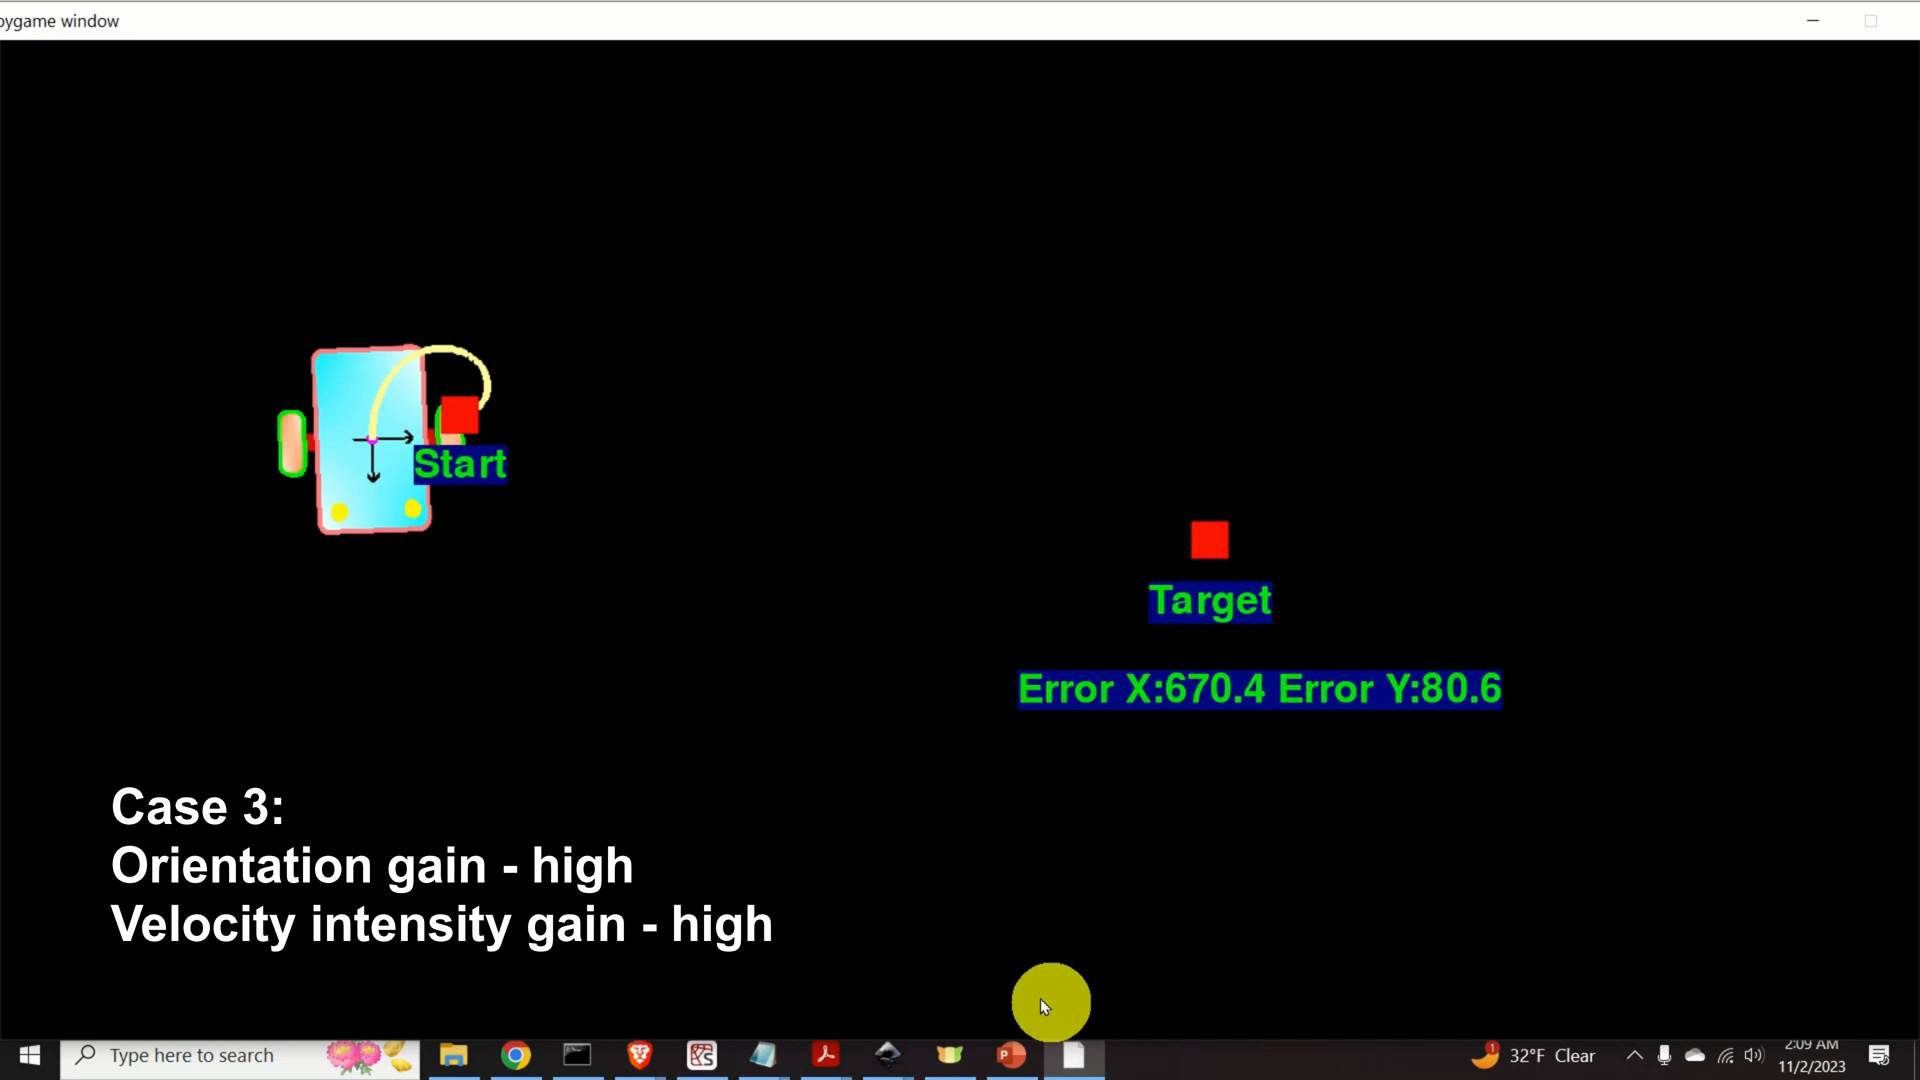 pygame window
Start
Target
Error X:670.4 Error Y:80.6
Case 3:
Orientation gain - high
Velocity intensity gain - high
Type here to search
32°F Clear
2:09 AM
11/2/2023